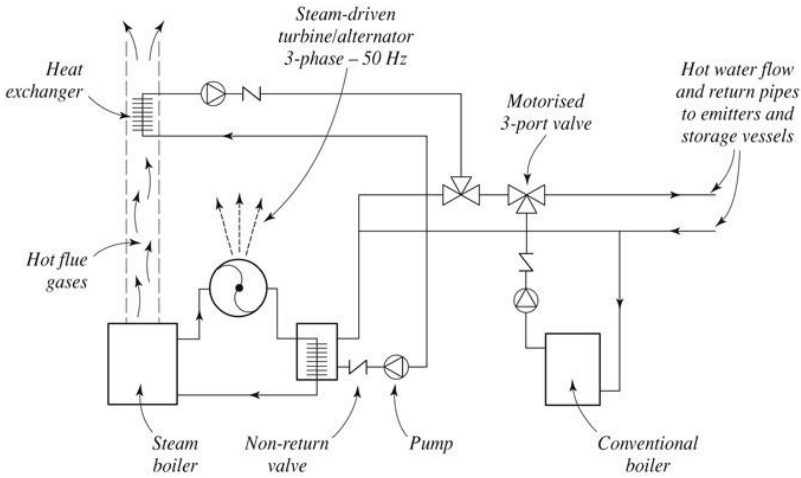 Steam-driven
turbine/alternator
3-phase – 50 Hz
Heat
exchanger
Motorised
3-port valve
Hot water flow
and return pipes
to emitters and
storage vessels
Hot flue
gases
Steam
boiler
Non-return
valve
Pump
Conventional
boiler